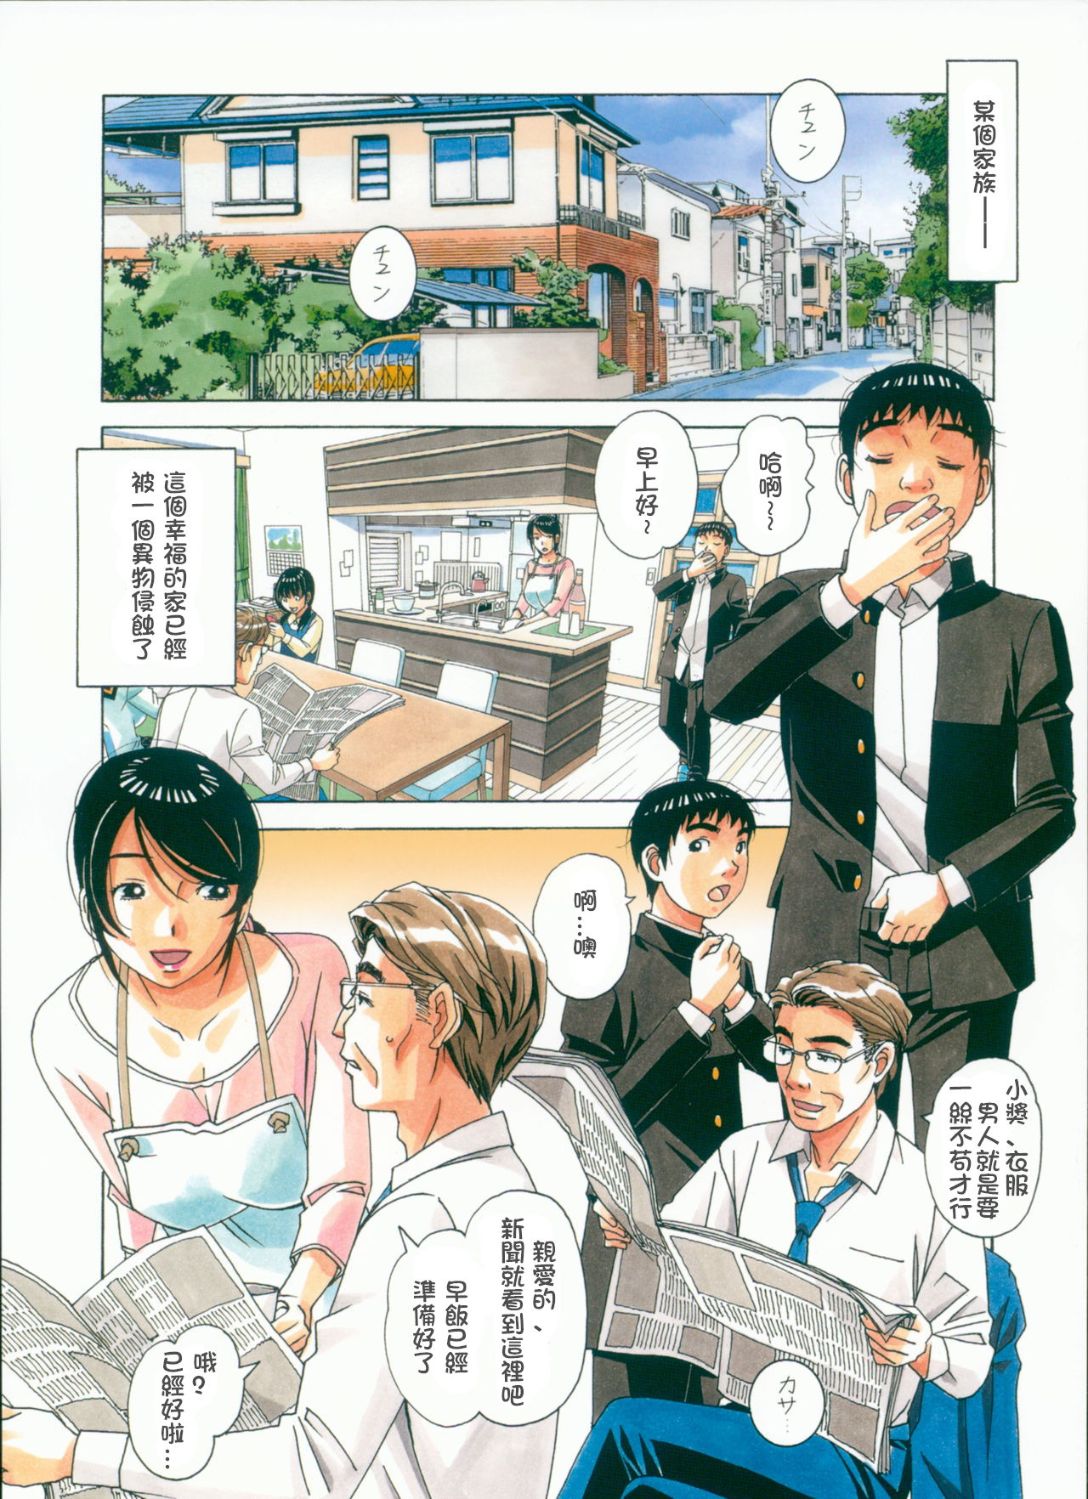 某個家族——
チュン
チュン
哈啊~~
早上好~
這個幸福的家已經
被一個異物侵蝕了
啊…噢
小獎、衣服
男人就是要
一絲不苟才行
親愛的、
新聞就看到這裡吧
早飯已經
準備好了
カサ…
哦?
已經好啦…